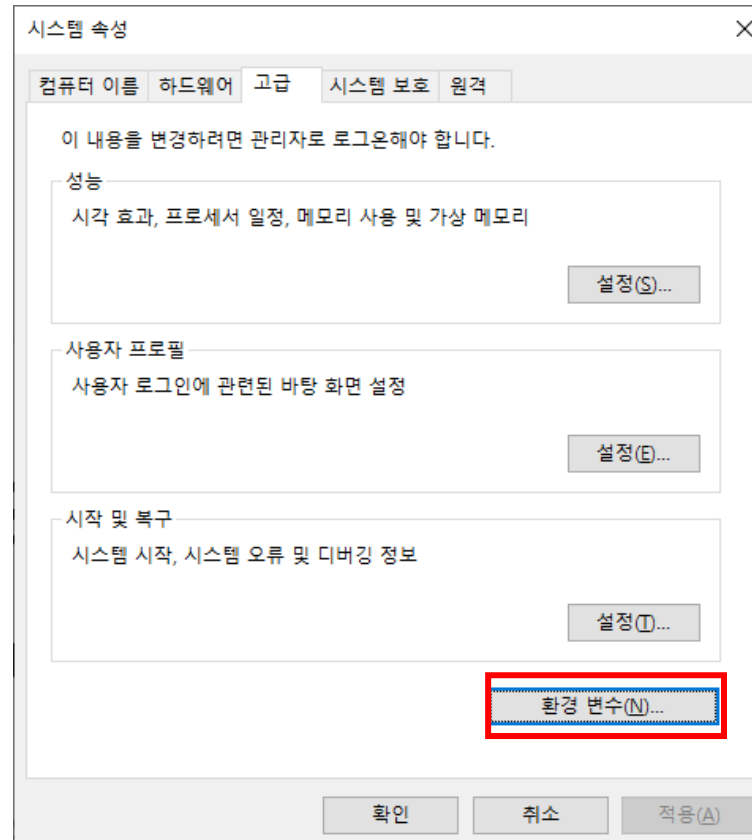 시스템 속성
컴퓨터 이름 하드웨어 고급 시스템 보호 원격
이 내용을 변경하려면 관리자로 로그온해야 합니다.
성능
시각 효과, 프로세서 일정, 메모리 사용 및 가상 메모리
설정(S)...
사용자 프로필
사용자 로그인에 관련된 바탕 화면 설정
설정(E)...
시작 및 복구
시스템 시작, 시스템 오류 및 디버깅 정보
설정(T)...
환경 변수(N)...
확인 취소 적용(A)